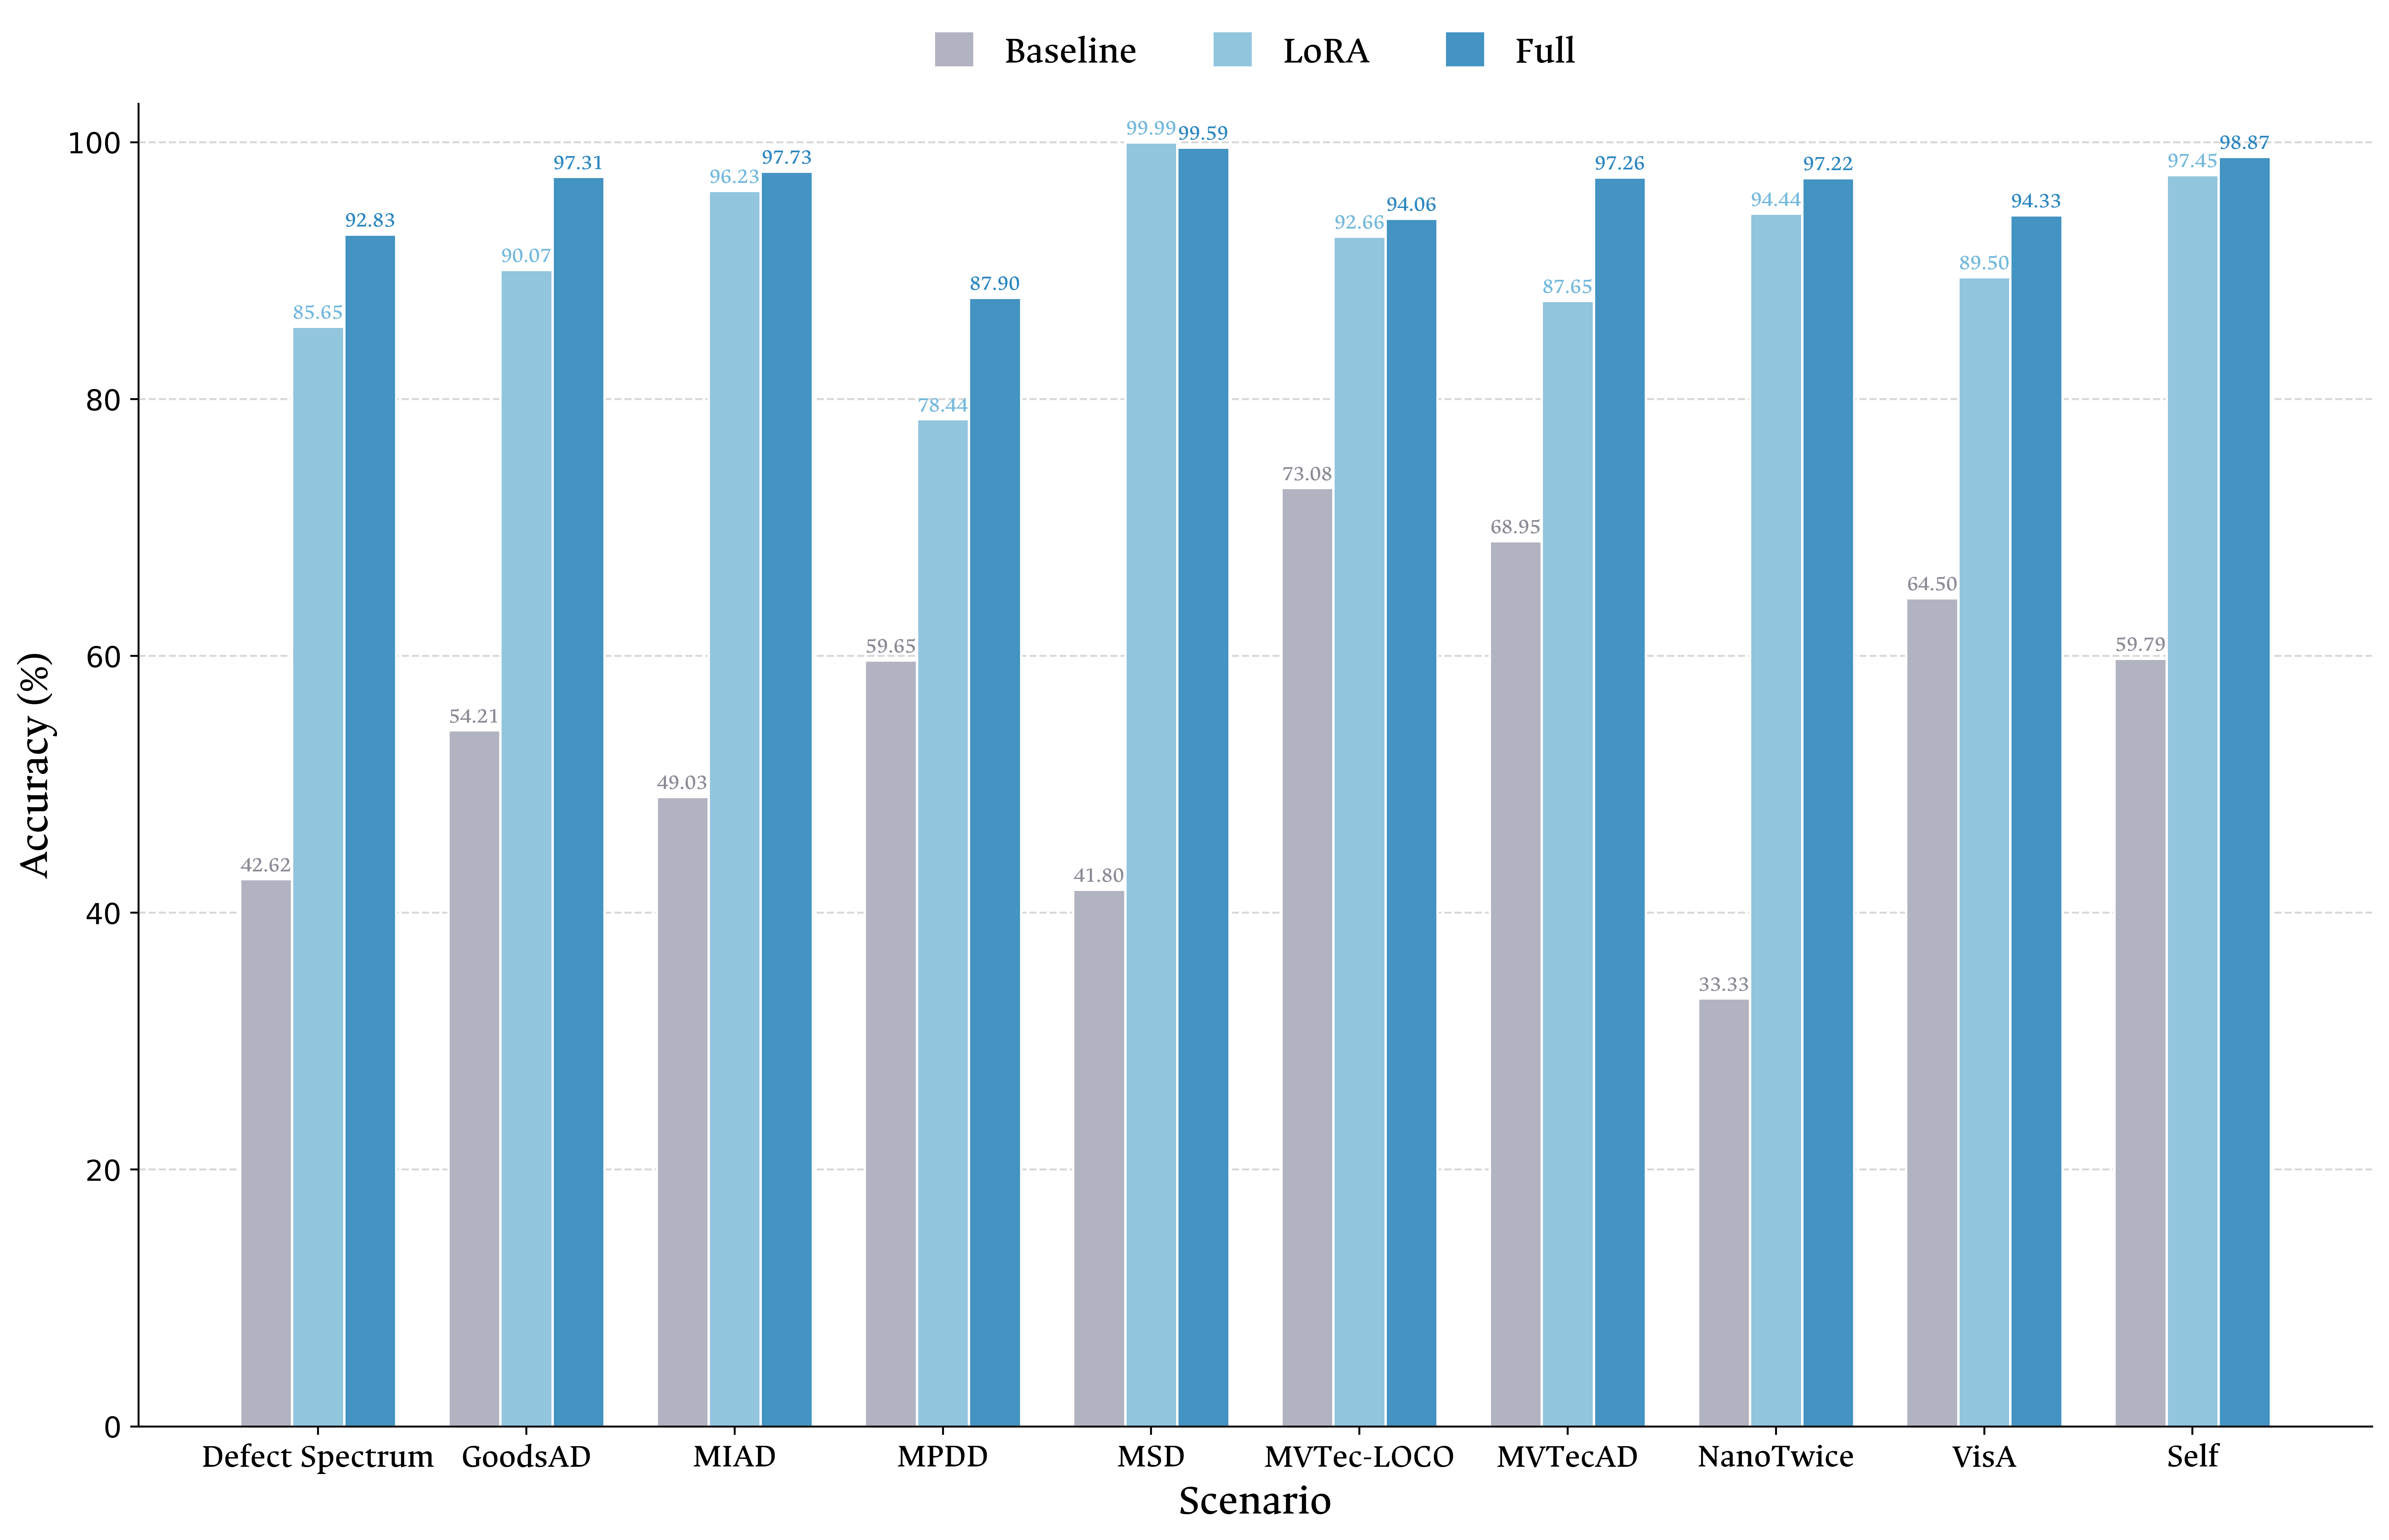 Baseline LoRA Full
Accuracy (%)
100
80
60
40
20
0
42.62 85.65 92.83
54.21 90.07 97.31
49.03 96.23 97.73
59.65 78.44 87.90
41.80 99.99 99.59
73.08 92.66 94.06
68.95 87.65 97.26
33.33 94.44 97.22
64.50 89.50 94.33
59.79 97.45 98.87
Defect Spectrum GoodsAD MIAD MPDD MSD MVTec-LOCO MVTecAD NanoTwice VisA Self
Scenario